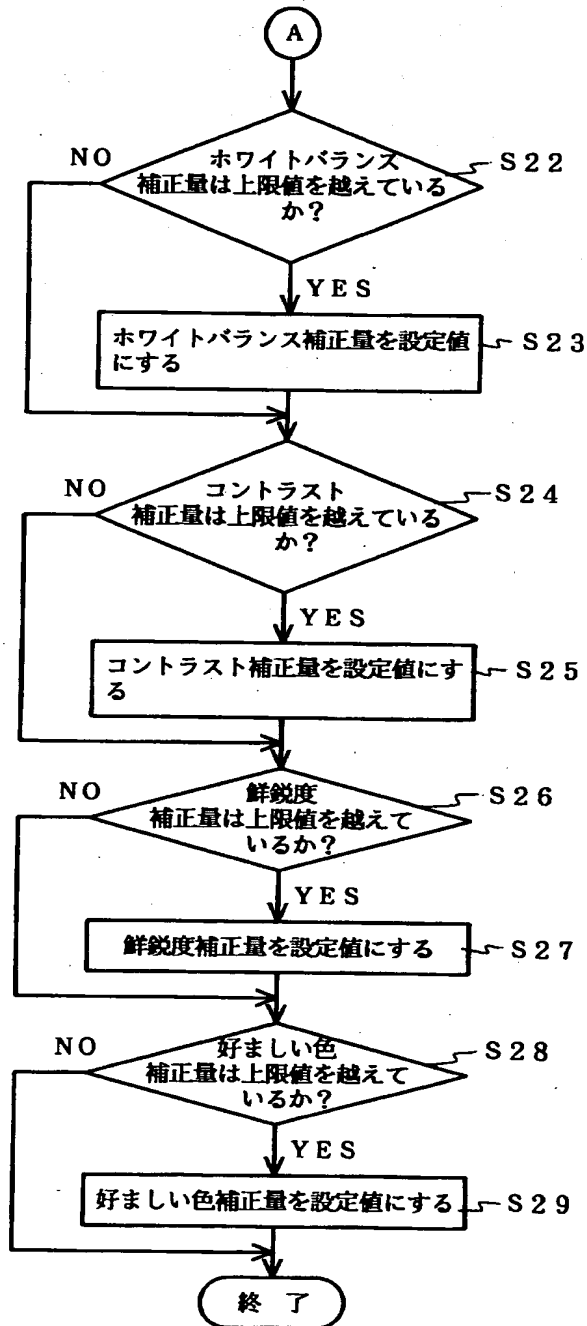 A
ホワイトバランス
補正量は上限値を越えている
か？
S22
NO
YES
ホワイトバランス補正量を設定値
にする
S23
コントラスト
補正量は上限値を越えている
か？
S24
NO
YES
コントラスト補正量を設定値にす
る
S25
鮮鋭度
補正量は上限値を越えて
いるか？
S26
NO
YES
鮮鋭度補正量を設定値にする
S27
好ましい色
補正量は上限値を越えて
いるか？
S28
NO
YES
好ましい色補正量を設定値にする
S29
終 了